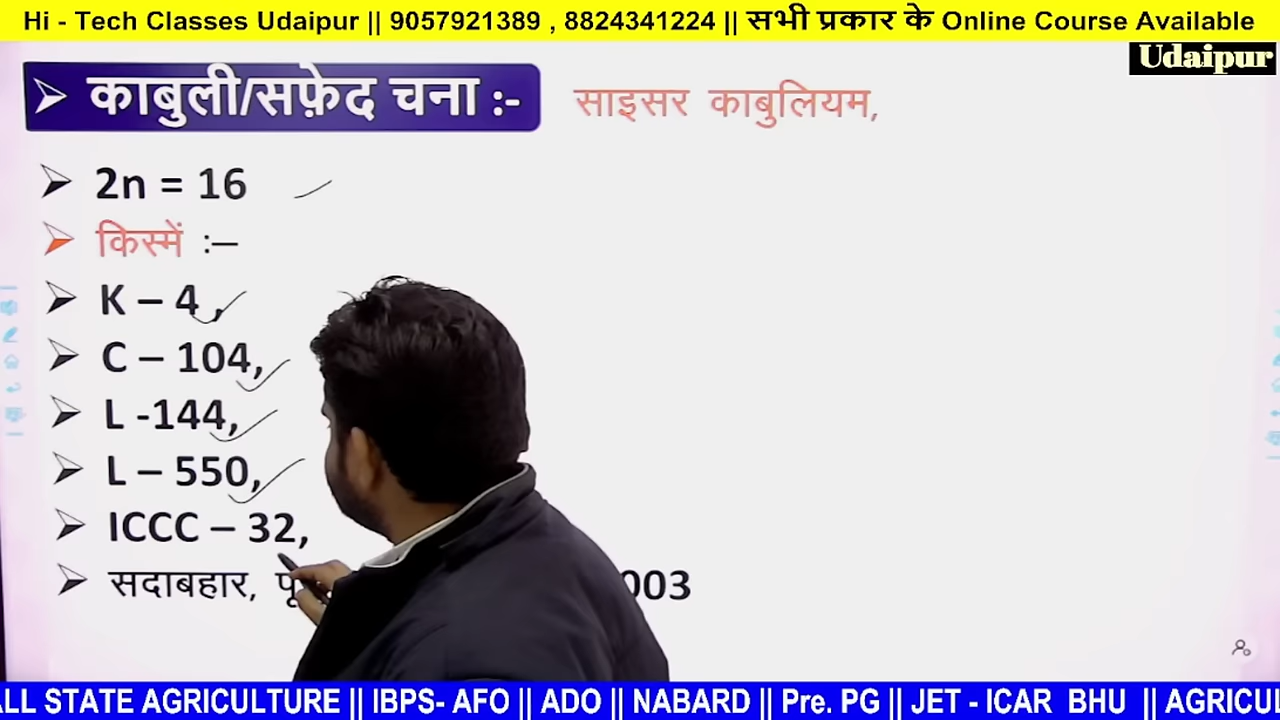 Hi - Tech Classes Udaipur || 9057921389 , 8824341224 || सभी प्रकार के Online Course Available
Udaipur
काबुली/सफ़ेद चना :-
साइसर काबुलियम,
2n = 16
किस्में :–
K – 4 ,
C – 104,
L -144,
L – 550,
ICCC – 32,
सदाबहार, 003
ALL STATE AGRICULTURE || IBPS- AFO || ADO || NABARD || Pre. PG || JET - ICAR BHU ||